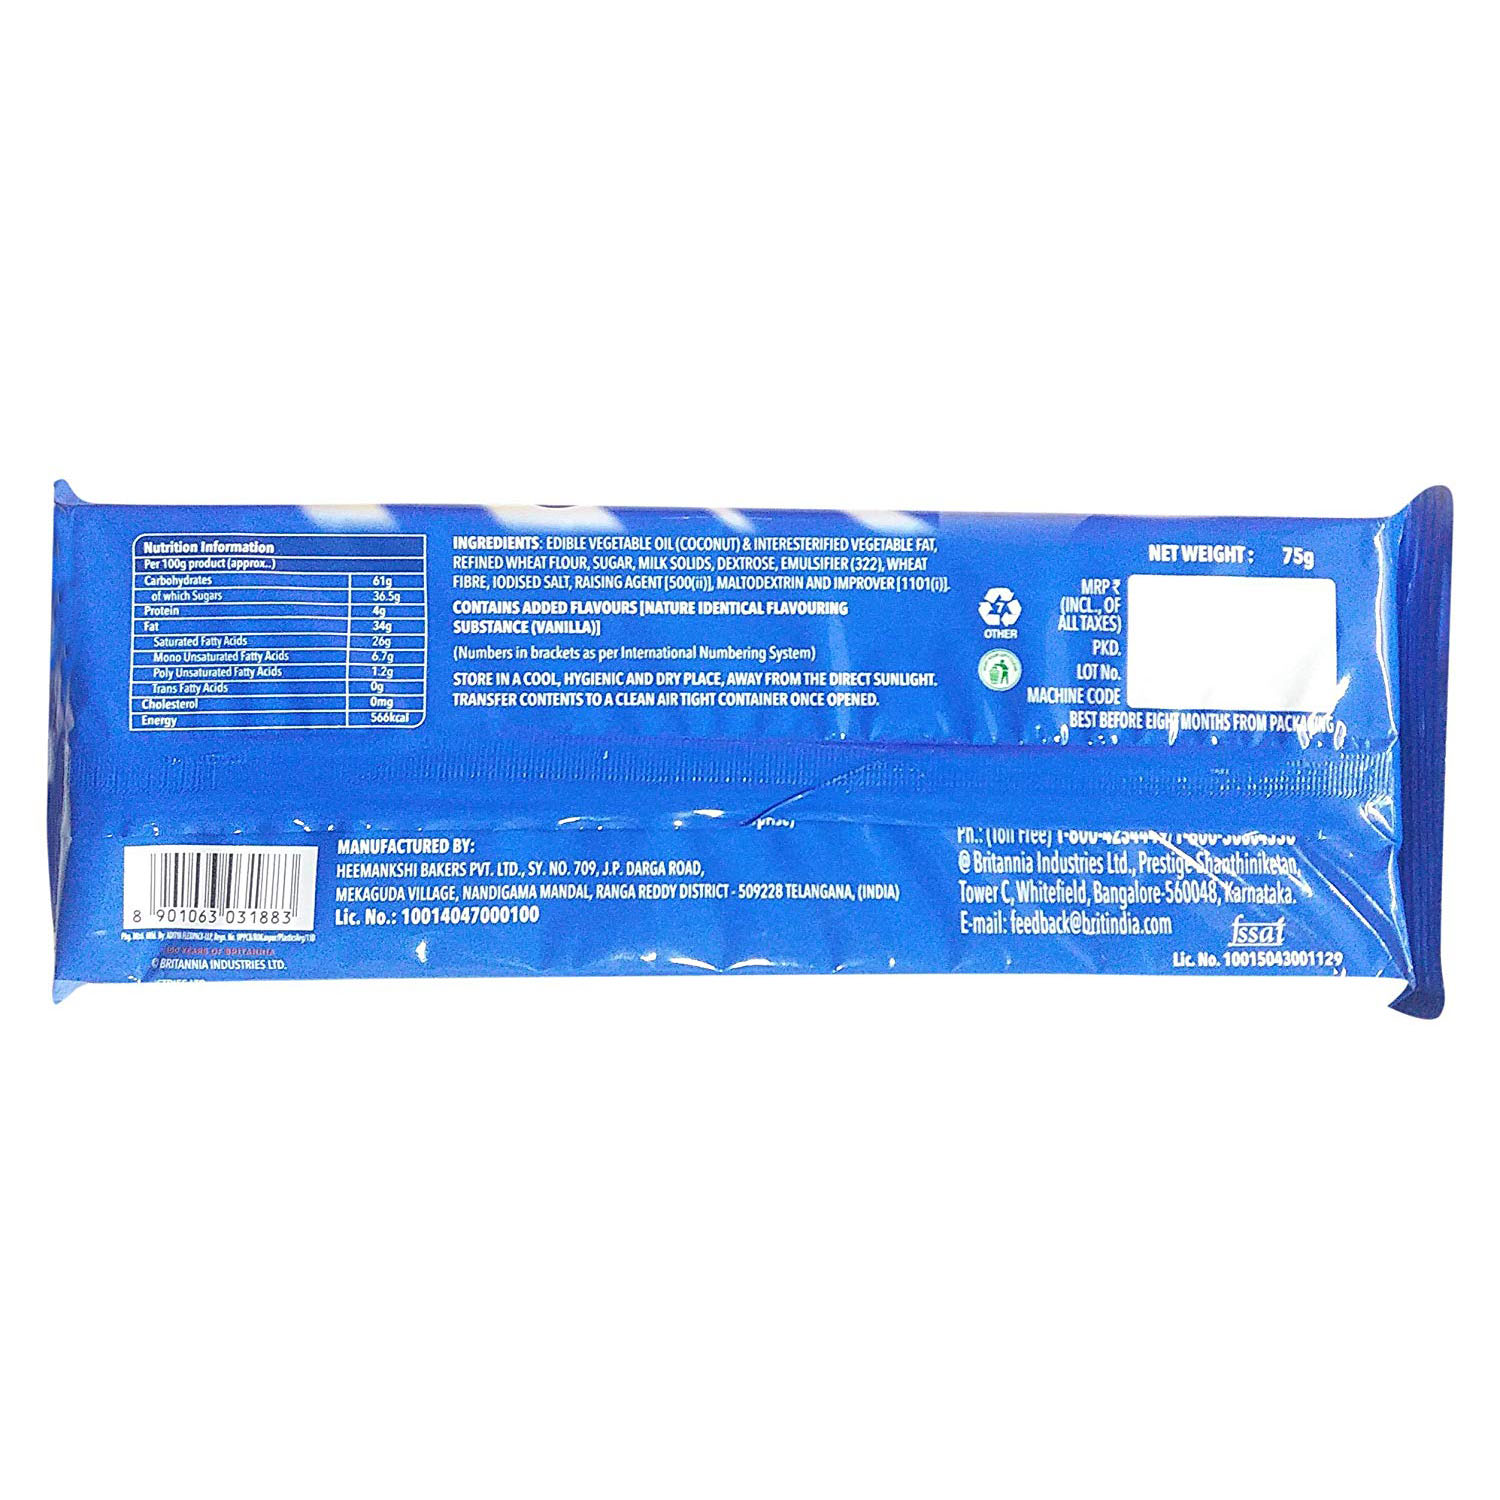 Nutrition Information
Per 100g product (approx..)
Carbohydrates 61g
of which Sugars 36.5g
Protein 4g
Fat 34g
Saturated Fatty Acids 26g
Mono Unsaturated Fatty Acids 6.7g
Poly Unsaturated Fatty Acids 1.2g
Trans Fatty Acids 0g
Cholesterol 0mg
Energy 566kcal
INGREDIENTS: EDIBLE VEGETABLE OIL (COCONUT) & INTERESTERIFIED VEGETABLE FAT,
REFINED WHEAT FLOUR, SUGAR, MILK SOLIDS, DEXTROSE, EMULSIFIER (322), WHEAT
FIBRE, IODISED SALT, RAISING AGENT [500(ii)], MALTODEXTRIN AND IMPROVER [1101(i)].
CONTAINS ADDED FLAVOURS [NATURE IDENTICAL FLAVOURING
SUBSTANCE (VANILLA)]
(Numbers in brackets as per International Numbering System)
STORE IN A COOL, HYGIENIC AND DRY PLACE, AWAY FROM THE DIRECT SUNLIGHT.
TRANSFER CONTENTS TO A CLEAN AIR TIGHT CONTAINER ONCE OPENED.
7
OTHER
NET WEIGHT: 75g
MRP ₹
(INCL., OF
ALL TAXES)
PKD.
LOT No.
MACHINE CODE
BEST BEFORE EIGHT MONTHS FROM PACKAGING
8 901063 031883
100 YEARS OF BRITANNIA
© BRITANNIA INDUSTRIES LTD.
MANUFACTURED BY:
HEEMANKSHI BAKERS PVT. LTD., SY. NO. 709, J.P. DARGA ROAD,
MEKAGUDA VILLAGE, NANDIGAMA MANDAL, RANGA REDDY DISTRICT - 509228 TELANGANA, (INDIA)
Lic. No.: 10014047000100
Ph.: (Toll Free)
@ Britannia Industries Ltd., Prestige Shanthiniketan,
Tower C, Whitefield, Bangalore-560048, Karnataka.
E-mail: feedback@britindia.com
fssai
Lic. No. 10015043001129